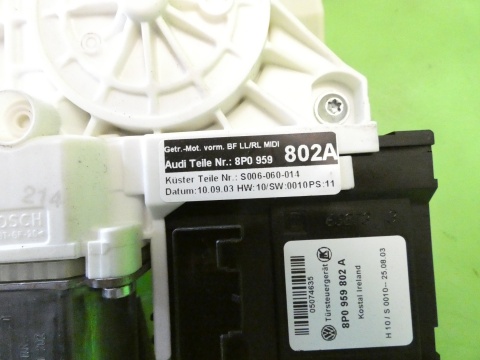 Getr.-Mot. vorm. BF LL/RL MIDI
Audi Teile Nr.: 8P0 959 802A
Kuster Teile Nr.: S006-060-014
Datum:10.09.03 HW:10/SW:0010PS:11
214
BOSCH
05074635
Türsteuergerät
8P0 959 802 A
Kostal Ireland
H 10 / S 0010-- 25.08.03